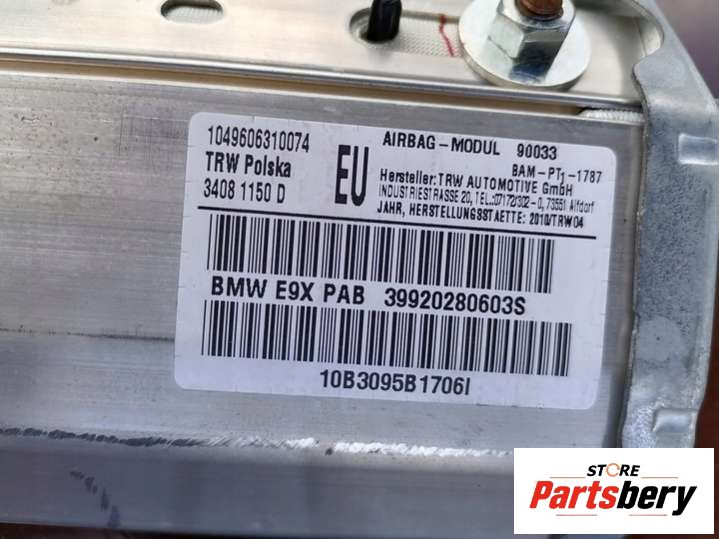 1049606310074
TRW Polska
3408 1150 D
EU
AIRBAG-MODUL 90033
BAM-PT1-1787
Hersteller: TRW AUTOMOTIVE GmbH
INDUSTRIESTRASSE 20, TEL.:07172/302-0, 73551 Alfdorf
JAHR, HERSTELLUNGSSTAETTE: 2010/TRW04
BMW E9X PAB 39920280603S
10B3095B1706I
STORE
Partsbery